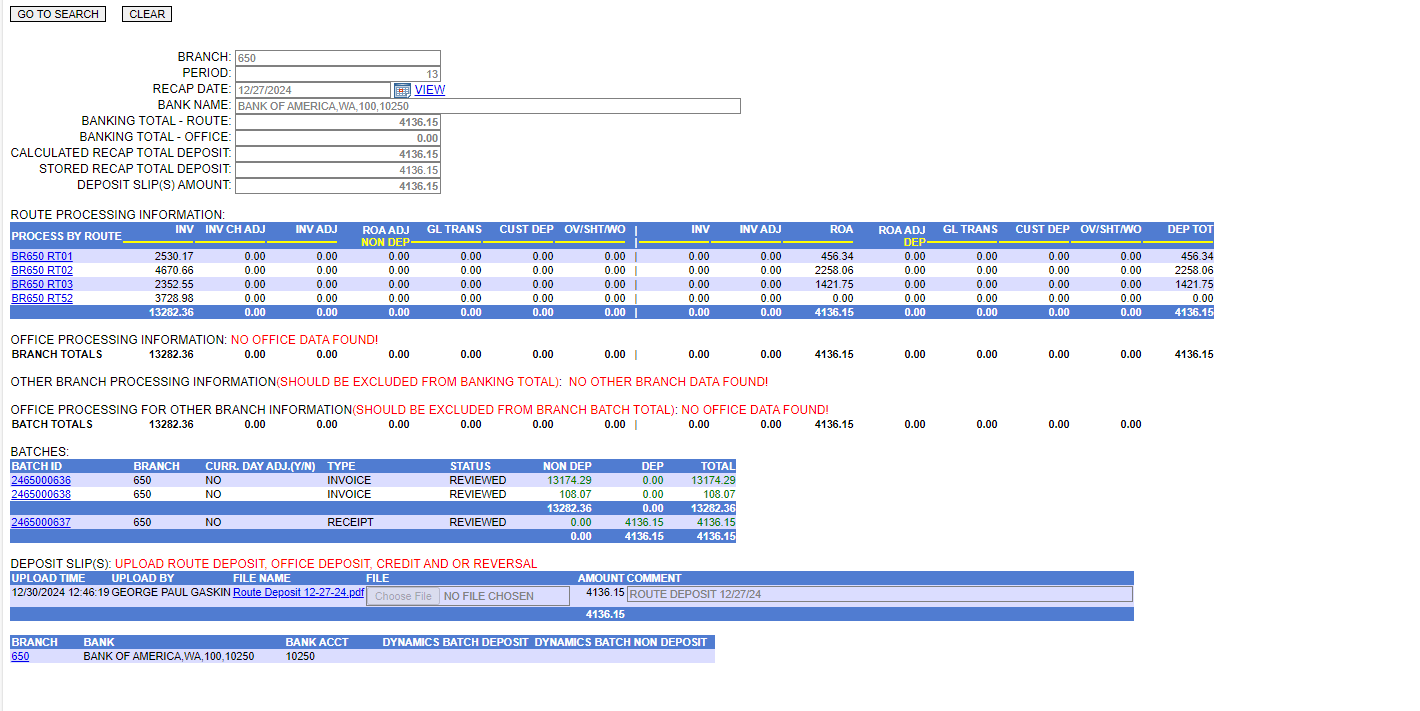 GO TO SEARCH CLEAR
BRANCH: 650
PERIOD: 13
RECAP DATE: 12/27/2024 VIEW
BANK NAME: BANK OF AMERICA,WA,100,10250
BANKING TOTAL - ROUTE: 4136.15
BANKING TOTAL - OFFICE: 0.00
CALCULATED RECAP TOTAL DEPOSIT: 4136.15
STORED RECAP TOTAL DEPOSIT: 4136.15
DEPOSIT SLIP(S) AMOUNT: 4136.15
ROUTE PROCESSING INFORMATION:
PROCESS BY ROUTE INV INV CH ADJ INV ADJ ROA ADJ NON DEP GL TRANS CUST DEP OV/SHT/WO | INV INV ADJ ROA ROA ADJ DEP GL TRANS CUST DEP OV/SHT/WO DEP TOT
BR650 RT01 2530.17 0.00 0.00 0.00 0.00 0.00 0.00 | 0.00 0.00 456.34 0.00 0.00 0.00 0.00 456.34
BR650 RT02 4670.66 0.00 0.00 0.00 0.00 0.00 0.00 | 0.00 0.00 2258.06 0.00 0.00 0.00 0.00 2258.06
BR650 RT03 2352.55 0.00 0.00 0.00 0.00 0.00 0.00 | 0.00 0.00 1421.75 0.00 0.00 0.00 0.00 1421.75
BR650 RT52 3728.98 0.00 0.00 0.00 0.00 0.00 0.00 | 0.00 0.00 0.00 0.00 0.00 0.00 0.00 0.00
13282.36 0.00 0.00 0.00 0.00 0.00 0.00 | 0.00 0.00 4136.15 0.00 0.00 0.00 0.00 4136.15
OFFICE PROCESSING INFORMATION: NO OFFICE DATA FOUND!
BRANCH TOTALS 13282.36 0.00 0.00 0.00 0.00 0.00 0.00 | 0.00 0.00 4136.15 0.00 0.00 0.00 0.00 4136.15
OTHER BRANCH PROCESSING INFORMATION(SHOULD BE EXCLUDED FROM BANKING TOTAL): NO OTHER BRANCH DATA FOUND!
OFFICE PROCESSING FOR OTHER BRANCH INFORMATION(SHOULD BE EXCLUDED FROM BRANCH BATCH TOTAL): NO OFFICE DATA FOUND!
BATCH TOTALS 13282.36 0.00 0.00 0.00 0.00 0.00 0.00 | 0.00 0.00 4136.15 0.00 0.00 0.00 0.00
BATCHES:
BATCH ID BRANCH CURR. DAY ADJ.(Y/N) TYPE STATUS NON DEP DEP TOTAL
2465000636 650 NO INVOICE REVIEWED 13174.29 0.00 13174.29
2465000638 650 NO INVOICE REVIEWED 108.07 0.00 108.07
13282.36 0.00 13282.36
2465000637 650 NO RECEIPT REVIEWED 0.00 4136.15 4136.15
0.00 4136.15 4136.15
DEPOSIT SLIP(S): UPLOAD ROUTE DEPOSIT, OFFICE DEPOSIT, CREDIT AND OR REVERSAL
UPLOAD TIME UPLOAD BY FILE NAME FILE AMOUNT COMMENT
12/30/2024 12:46:19 GEORGE PAUL GASKIN Route Deposit 12-27-24.pdf Choose File NO FILE CHOSEN 4136.15 ROUTE DEPOSIT 12/27/24
4136.15
BRANCH BANK BANK ACCT DYNAMICS BATCH DEPOSIT DYNAMICS BATCH NON DEPOSIT
650 BANK OF AMERICA,WA,100,10250 10250